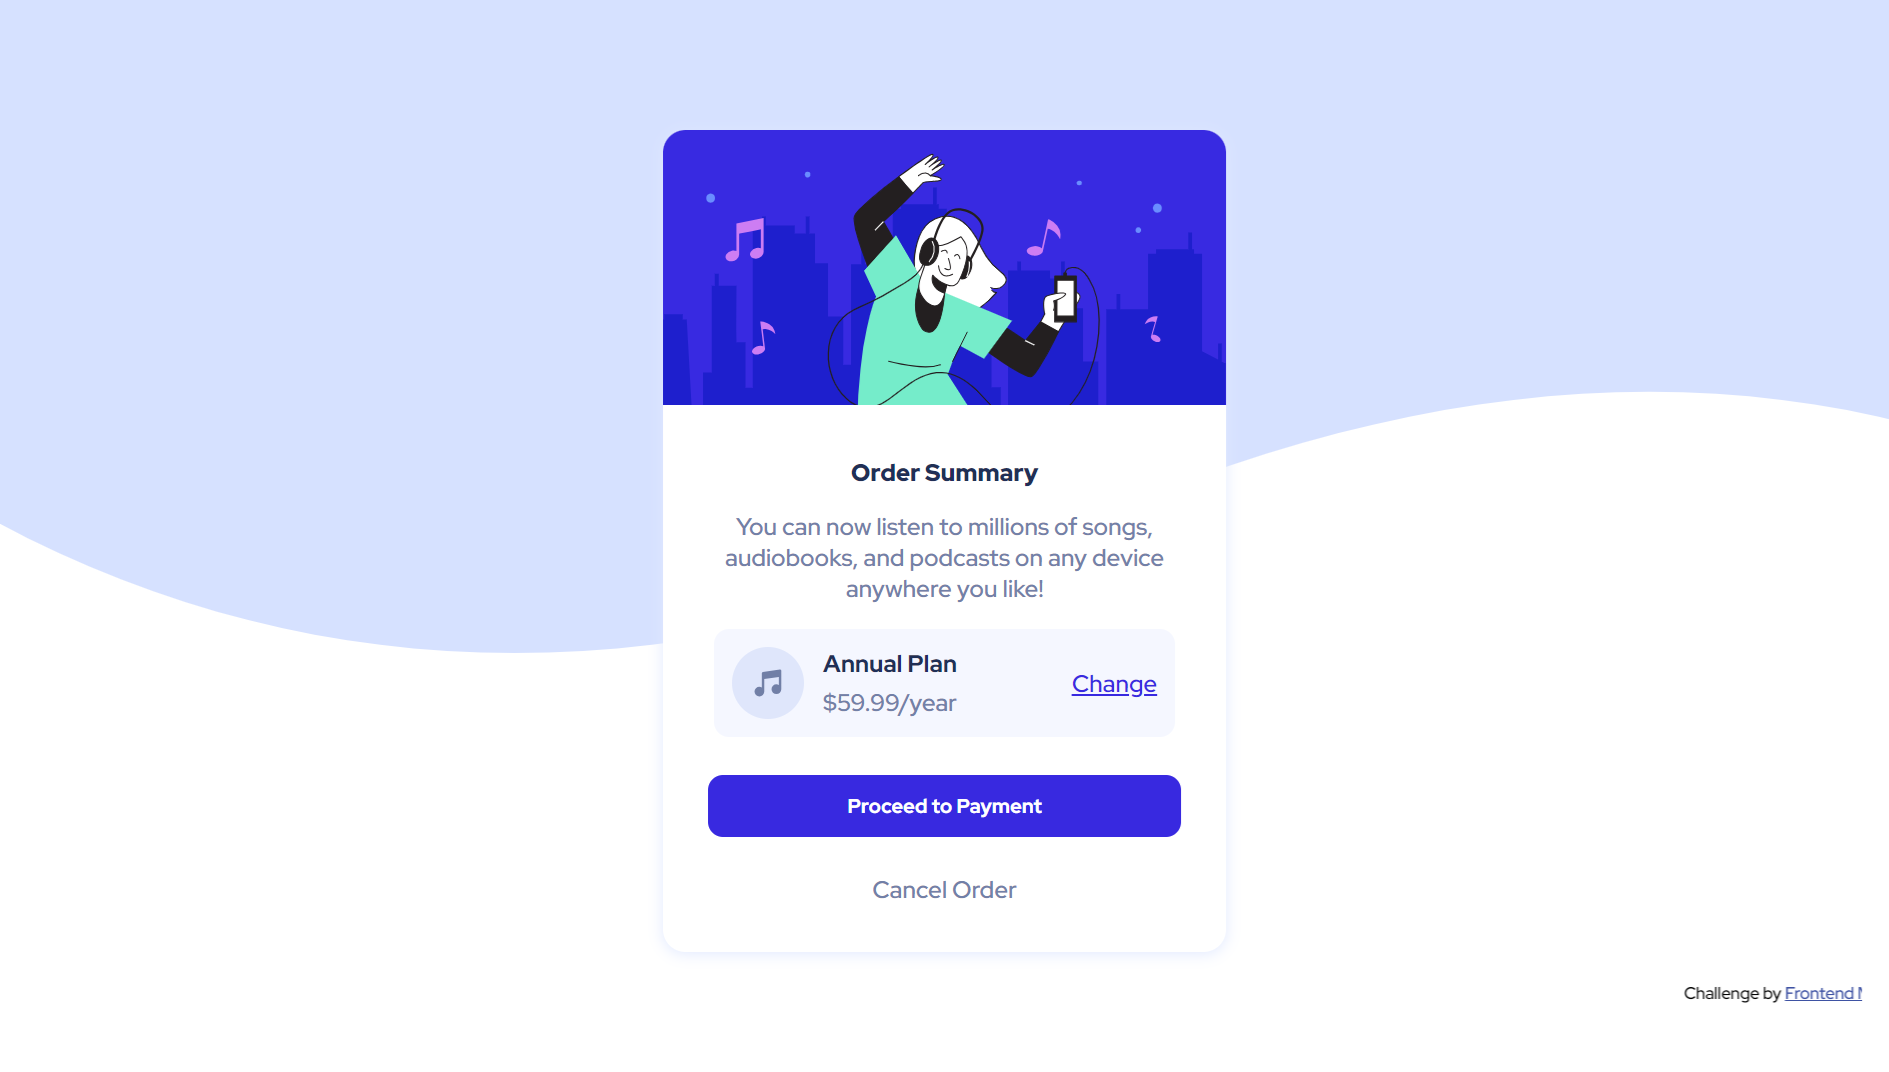 Order Summary
You can now listen to millions of songs,
audiobooks, and podcasts on any device
anywhere you like!
Annual Plan
$59.99/year
Change
Proceed to Payment
Cancel Order
Challenge by Frontend